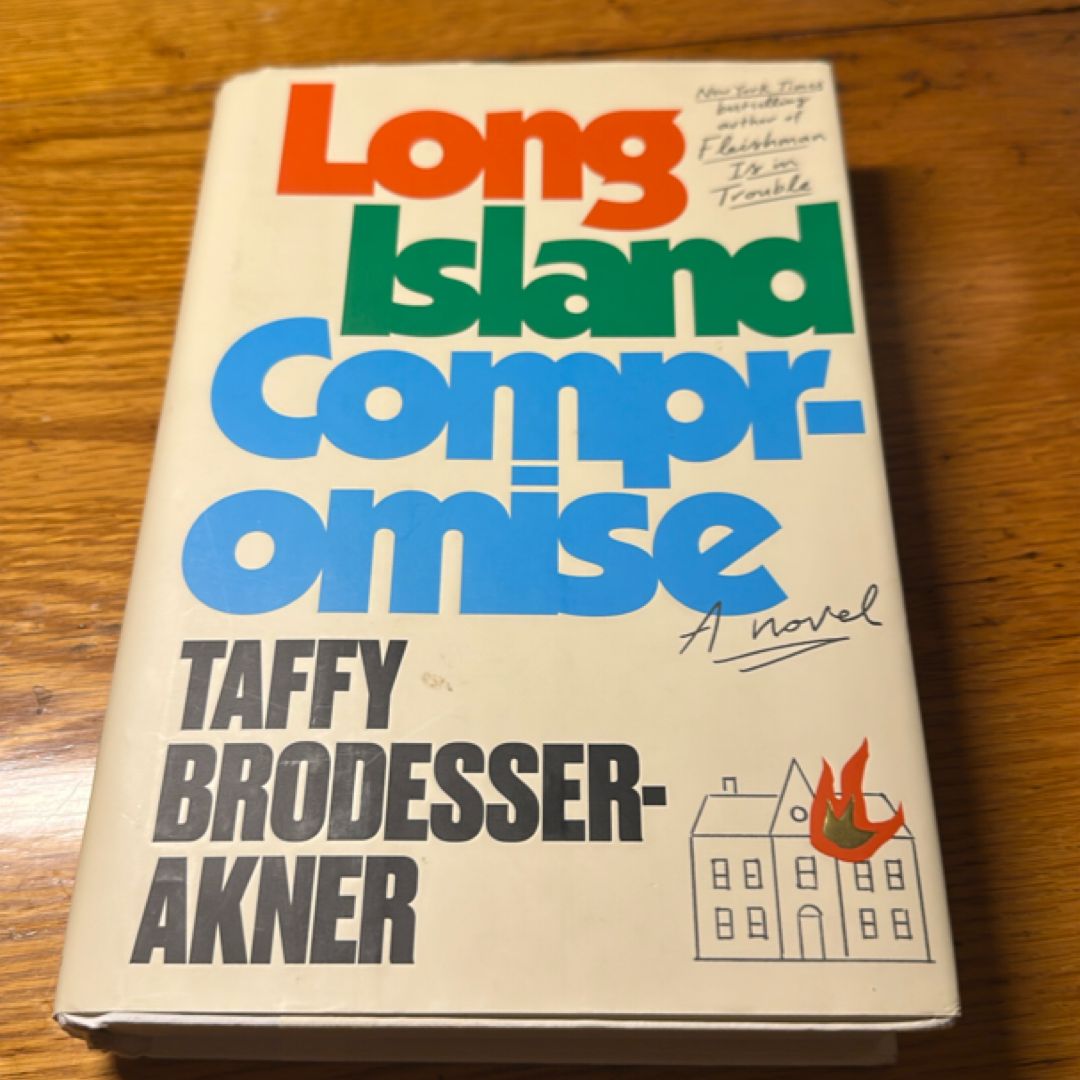 Long
Island
Compr-
omise
New York Times
bestselling
author of
Fleishman
Is in
Trouble
A novel
TAFFY
BRODESSER-
AKNER